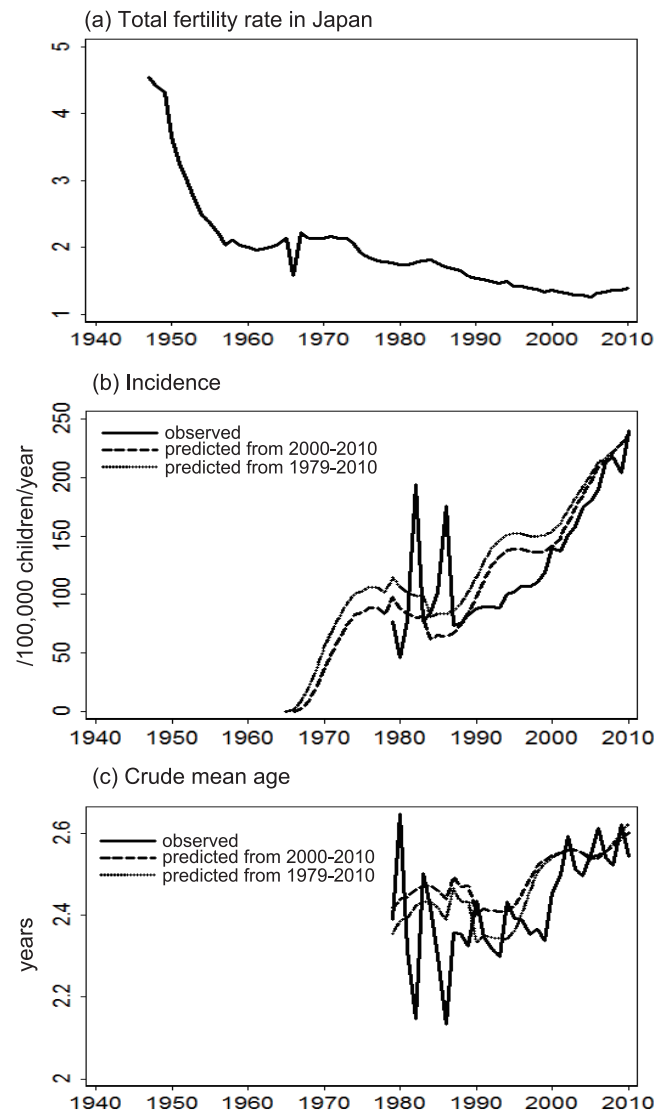 (a) Total fertility rate in Japan
5
4
3
2
1
1940 1950 1960 1970 1980 1990 2000 2010
(b) Incidence
/100,000 children/year
250
200
150
100
50
0
observed
predicted from 2000-2010
predicted from 1979-2010
1940 1950 1960 1970 1980 1990 2000 2010
(c) Crude mean age
years
2.6
2.4
2.2
2
observed
predicted from 2000-2010
predicted from 1979-2010
1940 1950 1960 1970 1980 1990 2000 2010